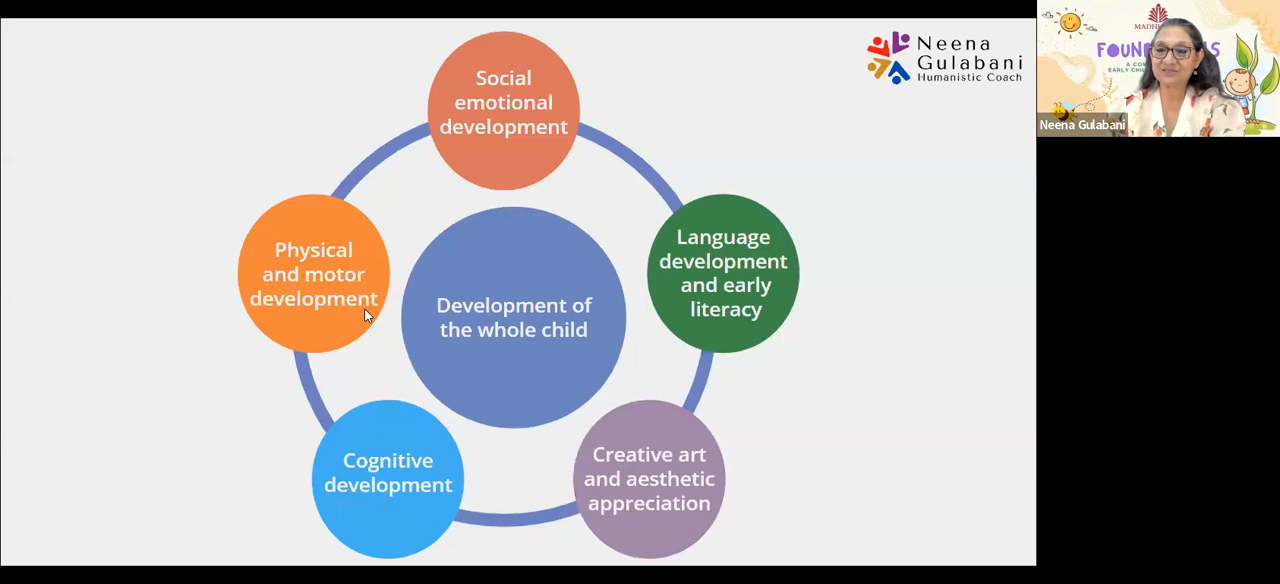 Social
emotional
development
Language
development
and early
literacy
Creative art
and aesthetic
appreciation
Cognitive
development
Physical
and motor
development
Development of
the whole child
Neena
Gulabani
Humanistic Coach
Neena Gulabani